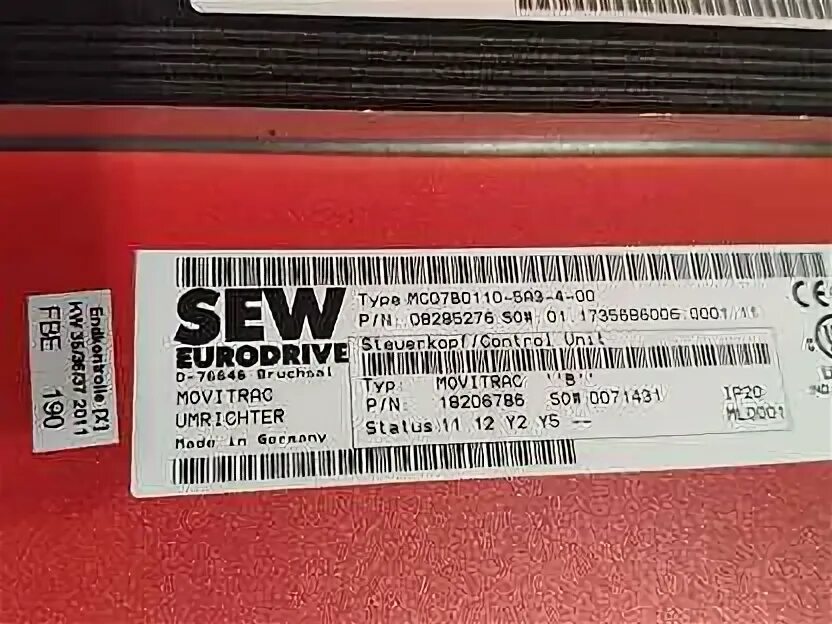 SEW
EURODRIVE
D-76646 Bruchsal
MOVITRAC
UMRICHTER
Made in Germany
Type MC07B0110-5A3-4-00
P/N 08285276 SO# 01.1735686006.0001
Steuerkopf/Control Unit
Typ: MOVITRAC "B"
P/N 18206786 SO# 0071431
IP20
Status: 11 12 Y2 Y5 --
CE
Endkontrolle [X]
KW 35/36/37 2011
FBE 190